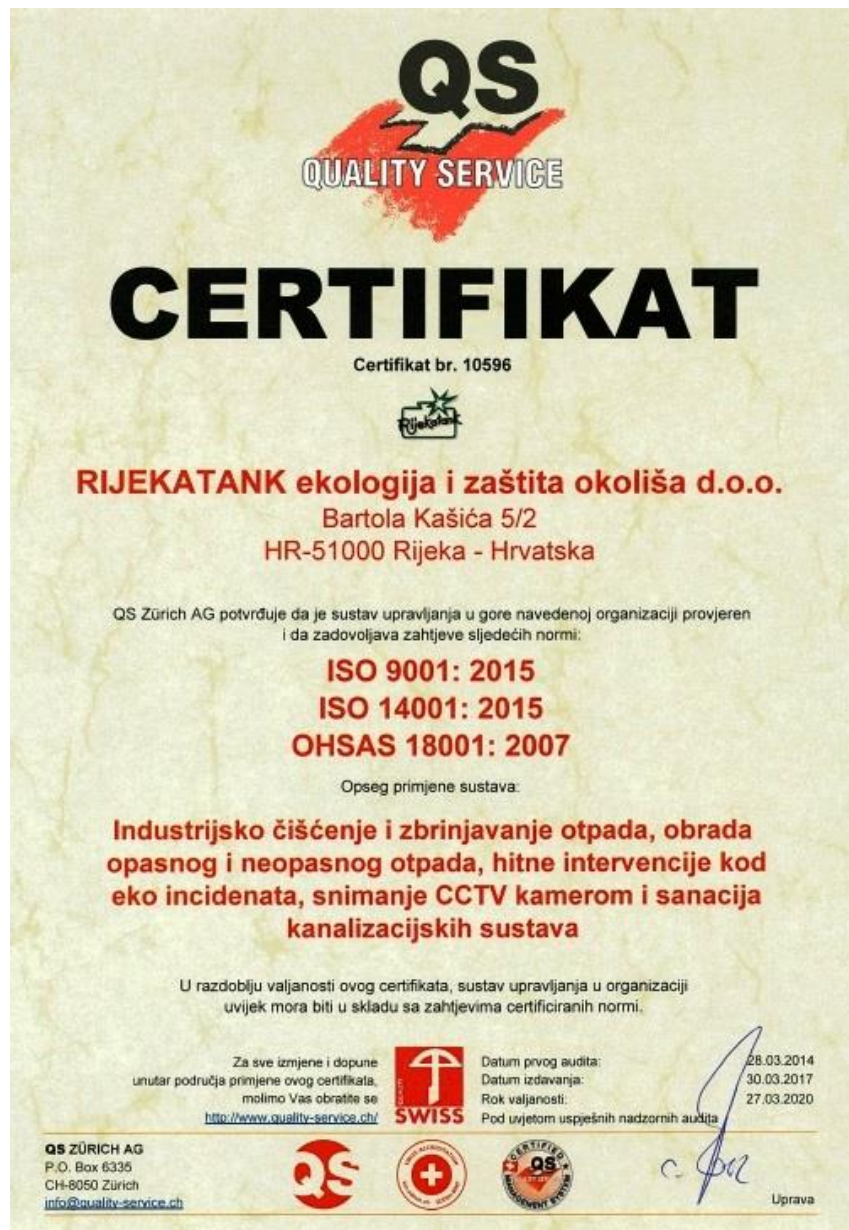 QS
QUALITY SERVICE
CERTIFIKAT
Certifikat br. 10596
Rijekatank
RIJEKATANK ekologija i zaštita okoliša d.o.o.
Bartola Kašića 5/2
HR-51000 Rijeka - Hrvatska
QS Zürich AG potvrđuje da je sustav upravljanja u gore navedenoj organizaciji provjeren
i da zadovoljava zahtjeve sljedećih normi:
ISO 9001: 2015
ISO 14001: 2015
OHSAS 18001: 2007
Opseg primjene sustava:
Industrijsko čišćenje i zbrinjavanje otpada, obrada
opasnog i neopasnog otpada, hitne intervencije kod
eko incidenata, snimanje CCTV kamerom i sanacija
kanalizacijskih sustava
U razdoblju valjanosti ovog certifikata, sustav upravljanja u organizaciji
uvijek mora biti u skladu sa zahtjevima certificiranih normi.
Za sve izmjene i dopune
unutar područja primjene ovog certifikata,
molimo Vas obratite se
http://www.quality-service.ch/
SWISS
Datum prvog audita: 28.03.2014
Datum izdavanja: 30.03.2017
Rok valjanosti: 27.03.2020
Pod uvjetom uspješnih nadzornih audita
QS ZÜRICH AG
P.O. Box 6335
CH-8050 Zürich
info@quality-service.ch
QS
CERTIFIED
QS
MANAGEMENT SYSTEM
Uprava